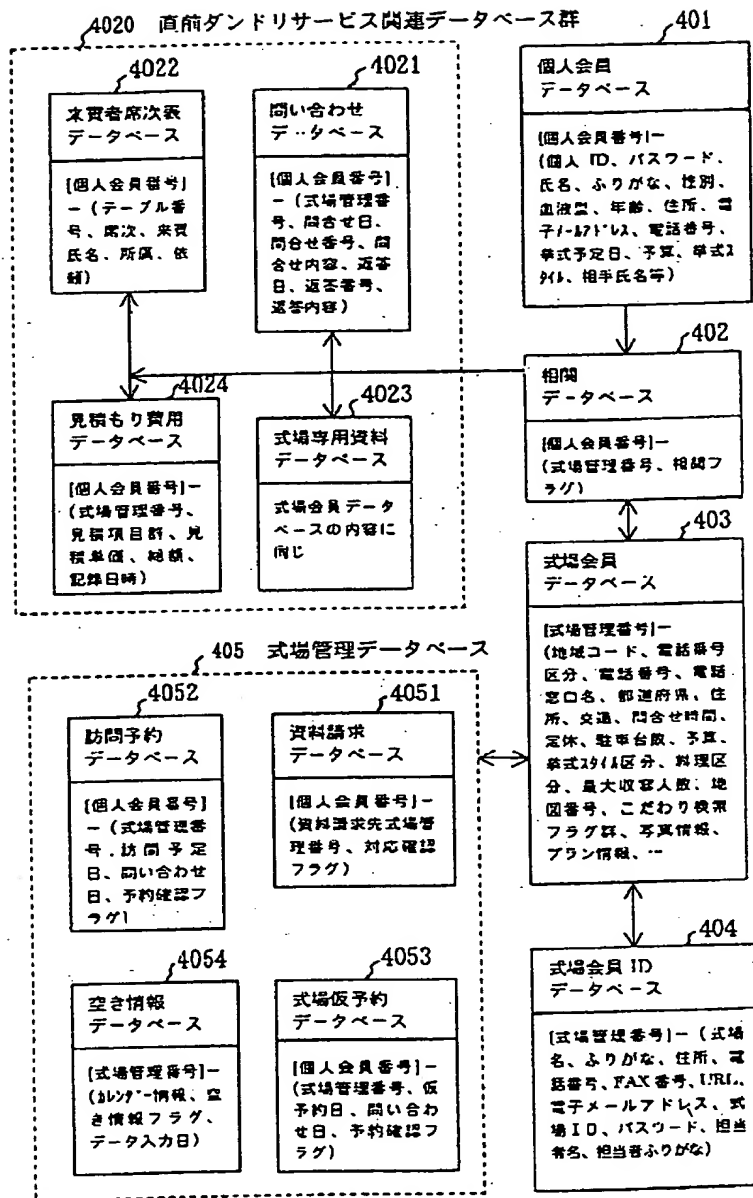 4020 直前ダンドリサービス関連データベース群
4022
来賓者席次表
データベース
[個人会員番号]
－(テーブル番
号、席次、来賓
氏名、所属、依
頼)
4021
問い合わせ
データベース
[個人会員番号]
－(式場管理番
号、問合せ日、
問合せ番号、問
合せ内容、返答
日、返答番号、
返答内容)
401
個人会員
データベース
[個人会員番号]－
(個人ID、パスワード、
氏名、ふりがな、性別、
血液型、年齢、住所、電
子メールアドレス、電話番号、
挙式予定日、予算、挙式ス
タイル、相手氏名等)
4024
見積もり費用
データベース
[個人会員番号]－
(式場管理番号、
見積項目群、見
積単価、総額、
記録日時)
4023
式場専用資料
データベース
式場会員データ
ベースの内容に
同じ
402
相関
データベース
[個人会員番号]－
(式場管理番号、相関フ
ラグ)
403
式場会員
データベース
[式場管理番号]－
(地域コード、電話番号
区分、電話番号、電話
窓口名、都道府県、住
所、交通、問合せ時間、
定休、駐車台数、予算、
挙式スタイル区分、料理区
分、最大収容人数、地
図番号、こだわり検索
フラグ群、写真情報、
プラン情報、…
405 式場管理データベース
4052
訪問予約
データベース
[個人会員番号]
－(式場管理番
号、訪問予定
日、問い合わせ
日、予約確認フ
ラグ)
4051
資料請求
データベース
[個人会員番号]－
(資料請求先式場管
理番号、対応確認
フラグ)
4054
空き情報
データベース
[式場管理番号]－
(カレンダー情報、空
き情報フラグ、
データ入力日)
4053
式場仮予約
データベース
[個人会員番号]－
(式場管理番号、仮
予約日、問い合わ
せ日、予約確認フ
ラグ)
404
式場会員ID
データベース
[式場管理番号]－(式場
名、ふりがな、住所、電
話番号、FAX番号、URL、
電子メールアドレス、式
場ID、パスワード、担当
者名、担当者ふりがな)